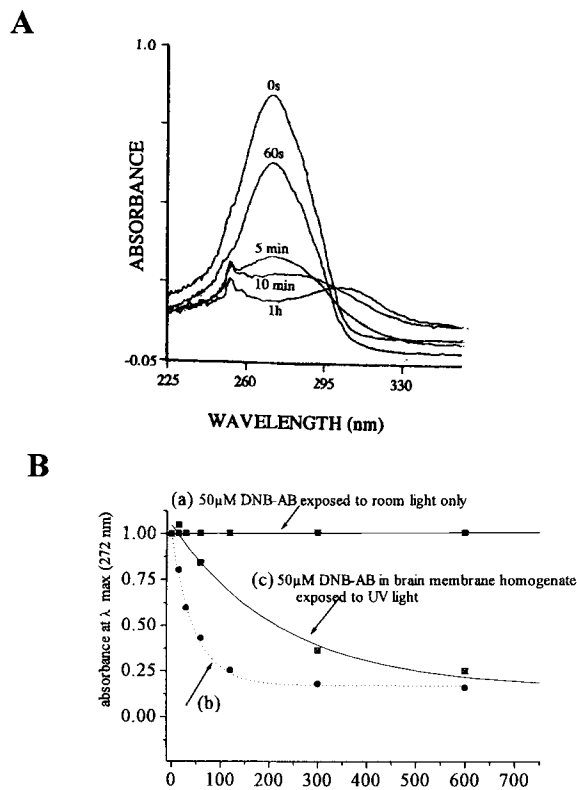 A
1.0
0s
60s
5 min
10 min
1h
ABSORBANCE
-0.05
225 260 295 330
WAVELENGTH (nm)
B
(a) 50µM DNB-AB exposed to room light only
1.00
(c) 50µM DNB-AB in brain membrane homogenate
exposed to UV light
0.75
0.50
0.25
(b)
0.00
absorbance at λ max (272 nm)
0 100 200 300 400 500 600 700